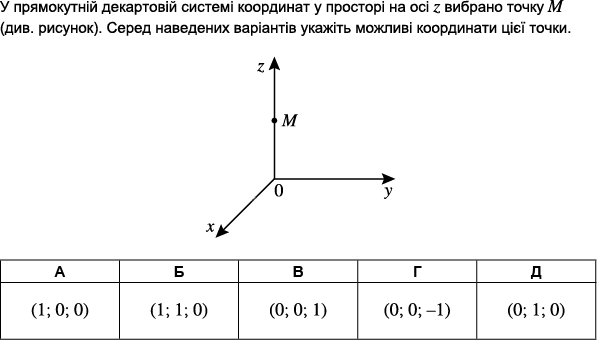 У прямокутній декартовій системі координат у просторі на осі z вибрано точку M
(див. рисунок). Серед наведених варіантів укажіть можливі координати цієї точки.
z
M
0
y
x
А Б В Г Д
(1; 0; 0) (1; 1; 0) (0; 0; 1) (0; 0; –1) (0; 1; 0)